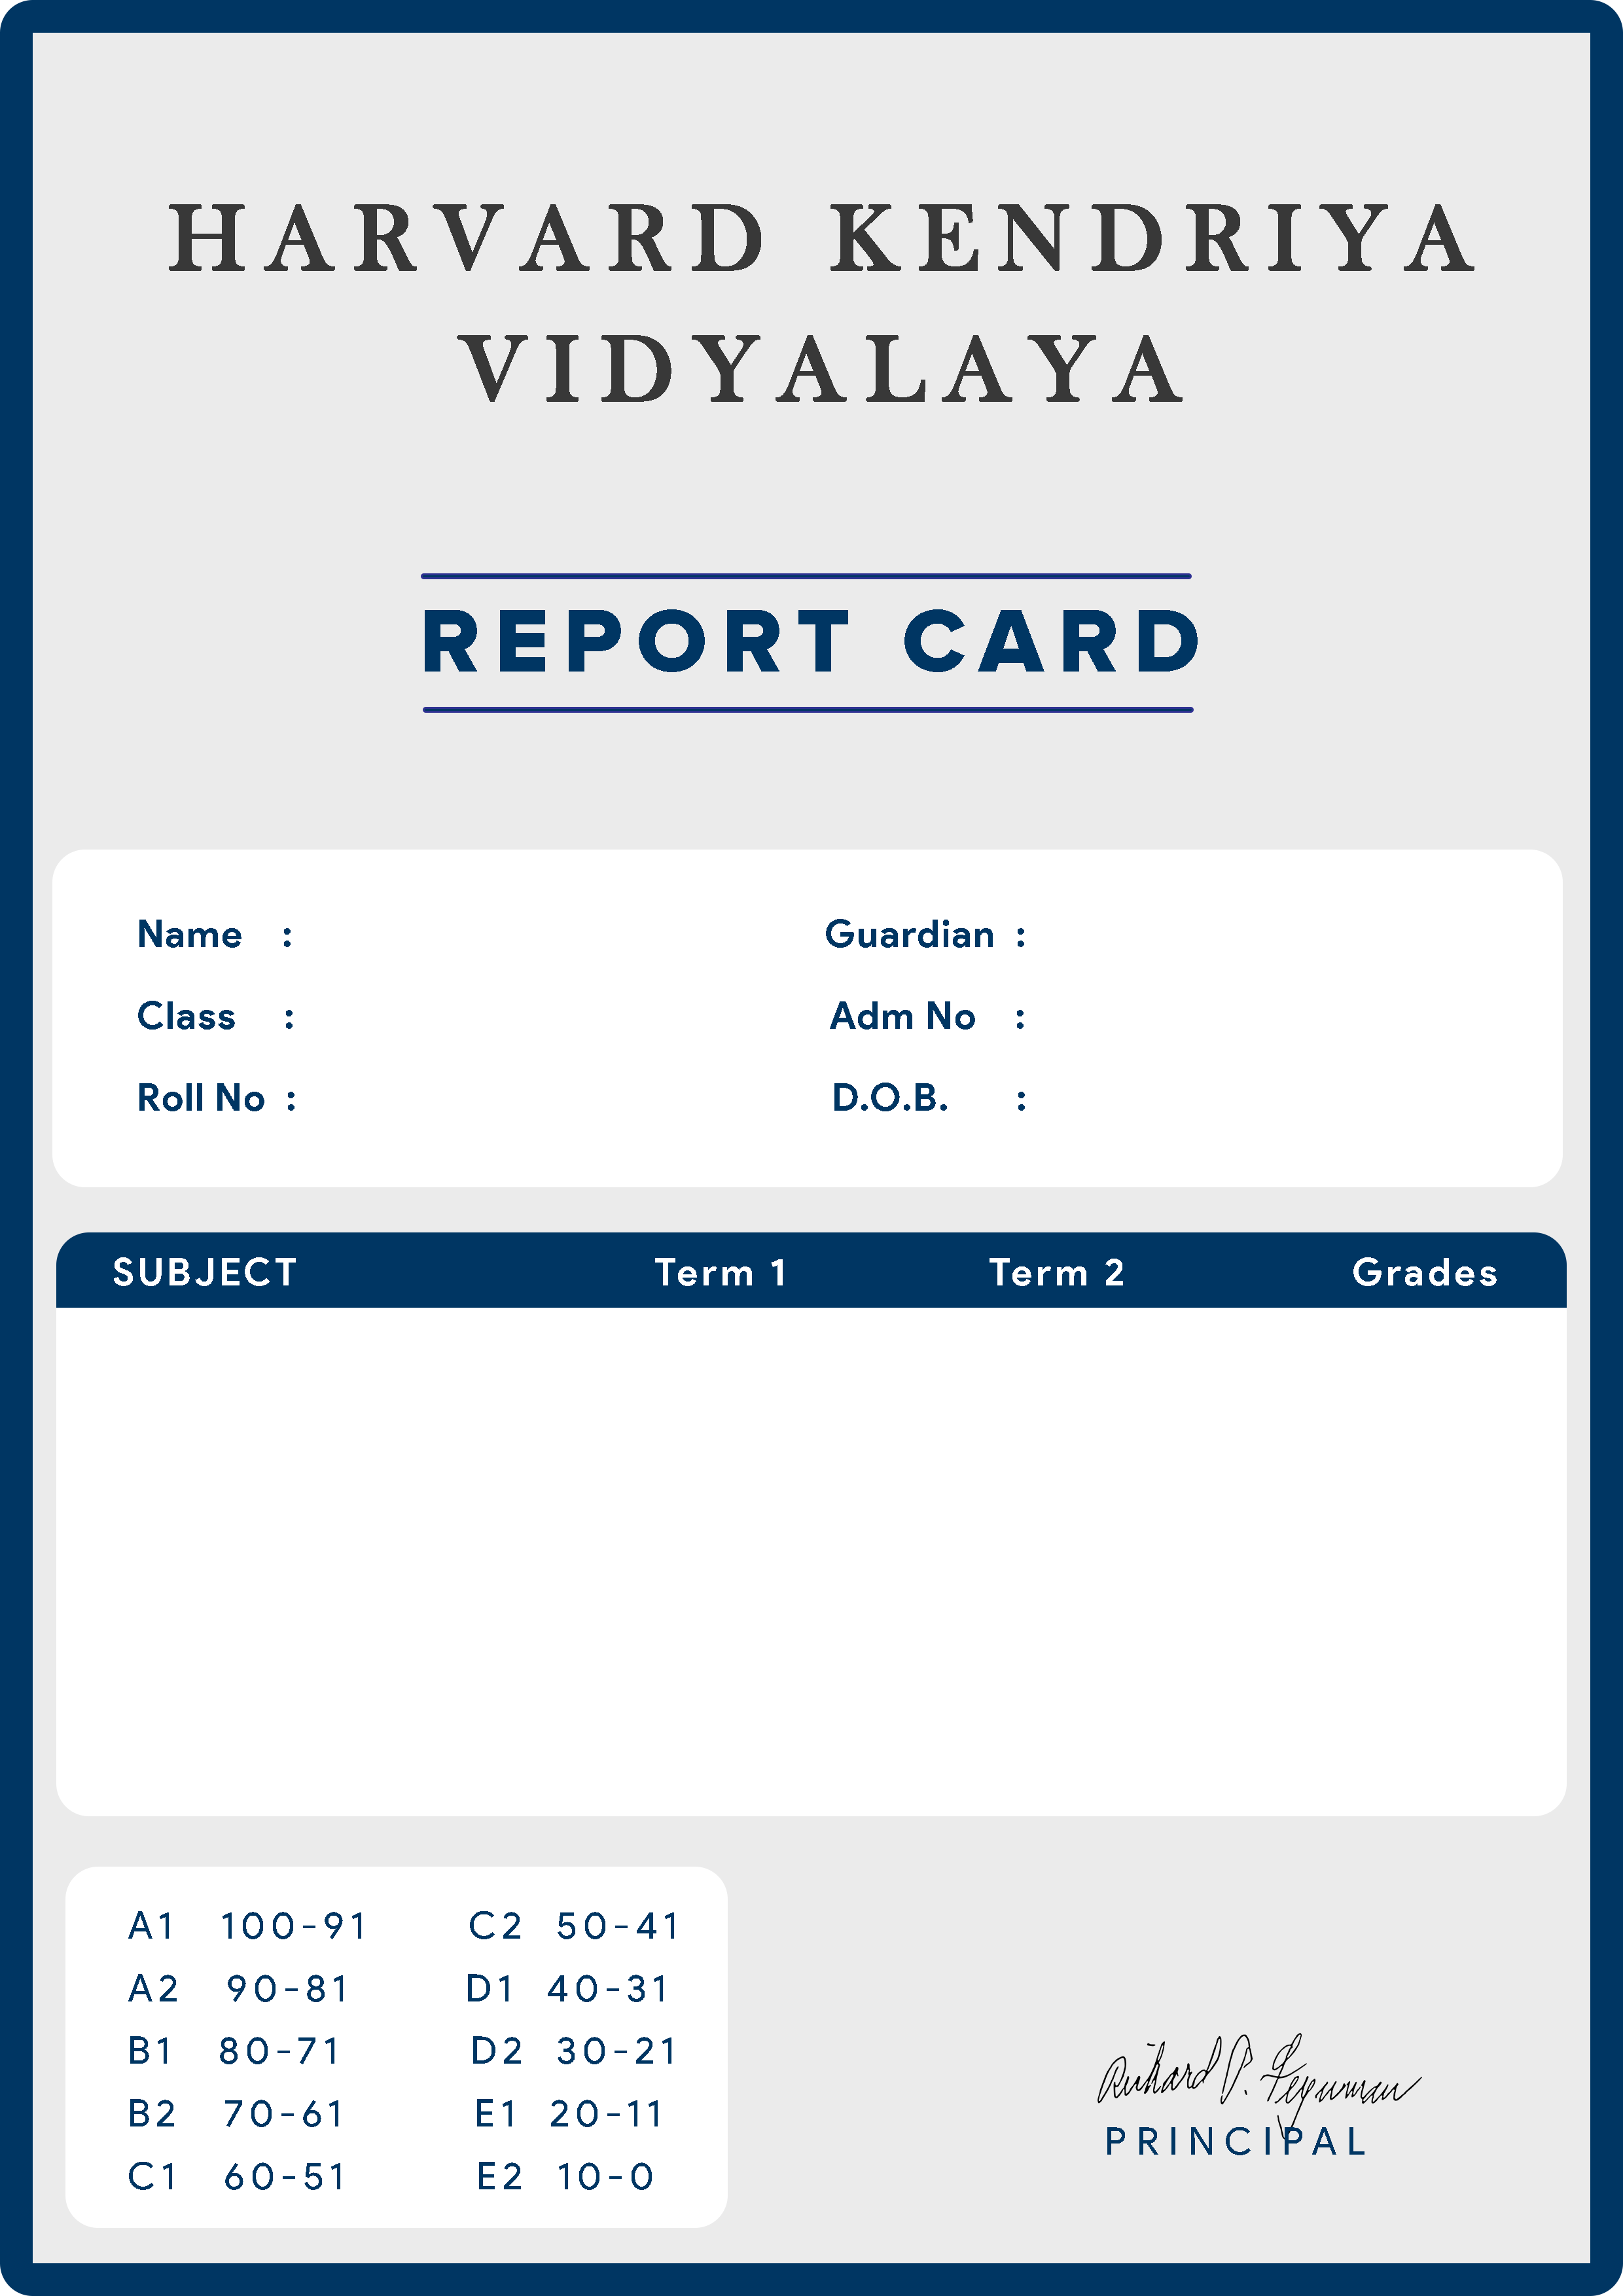 HARVARD KENDRIYA
VIDYALAYA
REPORT CARD
Name : Guardian :
Class : Adm No :
Roll No : D.O.B. :
SUBJECT Term 1 Term 2 Grades
A1 100-91 C2 50-41
A2 90-81 D1 40-31
B1 80-71 D2 30-21
B2 70-61 E1 20-11
C1 60-51 E2 10-0
Richard P. Feynman
PRINCIPAL